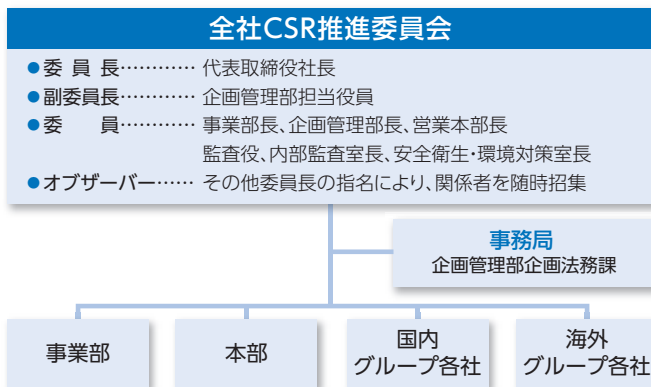 全社CSR推進委員会
●委 員 長………… 代表取締役社長
●副委員長………… 企画管理部担当役員
●委　　員………… 事業部長、企画管理部長、営業本部長
監査役、内部監査室長、安全衛生・環境対策室長
●オブザーバー…… その他委員長の指名により、関係者を随時招集
事務局
企画管理部企画法務課
事業部
本部
国内
グループ各社
海外
グループ各社